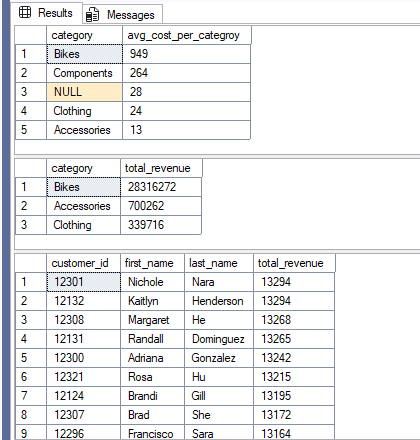 Results Messages
category avg_cost_per_categroy
1 Bikes 949
2 Components 264
3 NULL 28
4 Clothing 24
5 Accessories 13
category total_revenue
1 Bikes 28316272
2 Accessories 700262
3 Clothing 339716
customer_id first_name last_name total_revenue
1 12301 Nichole Nara 13294
2 12132 Kaitlyn Henderson 13294
3 12308 Margaret He 13268
4 12131 Randall Dominguez 13265
5 12300 Adriana Gonzalez 13242
6 12321 Rosa Hu 13215
7 12124 Brandi Gill 13195
8 12307 Brad She 13172
9 12296 Francisco Sara 13164